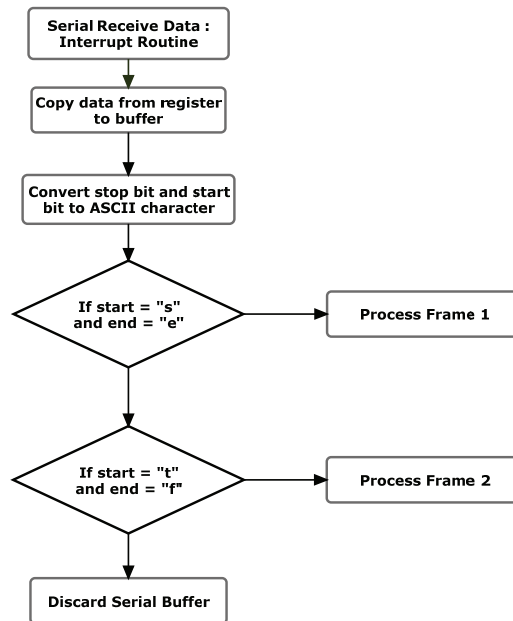 Serial Receive Data :
Interrupt Routine
Copy data from register
to buffer
Convert stop bit and start
bit to ASCII character
If start = "s"
and end = "e"
Process Frame 1
If start = "t"
and end = "f"
Process Frame 2
Discard Serial Buffer